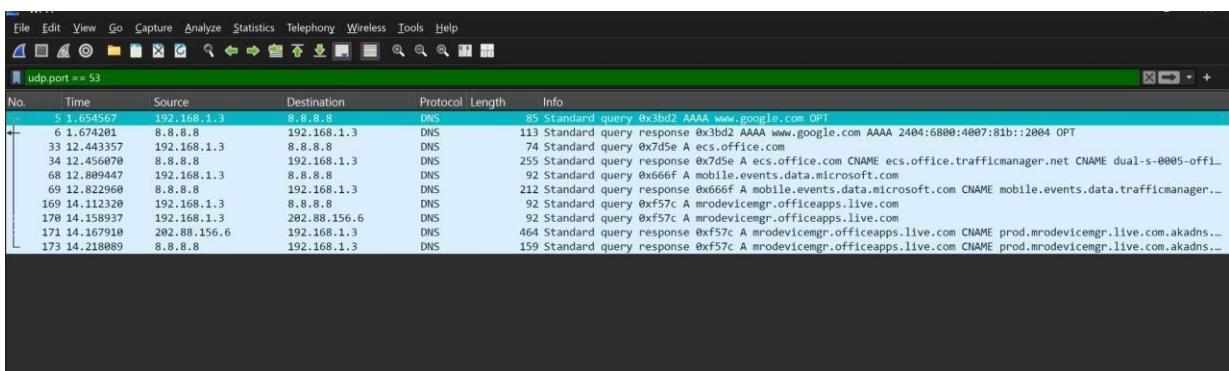 File Edit View Go Capture Analyze Statistics Telephony Wireless Tools Help
udp.port == 53
No. Time Source Destination Protocol Length Info
5 1.654567 192.168.1.3 8.8.8.8 DNS 85 Standard query 0x3bd2 AAAA www.google.com OPT
6 1.674201 8.8.8.8 192.168.1.3 DNS 113 Standard query response 0x3bd2 AAAA www.google.com AAAA 2404:6800:4007:81b::2004 OPT
33 12.443357 192.168.1.3 8.8.8.8 DNS 74 Standard query 0x7d5e A ecs.office.com
34 12.456070 8.8.8.8 192.168.1.3 DNS 255 Standard query response 0x7d5e A ecs.office.com CNAME ecs.office.trafficmanager.net CNAME dual-s-0005-offi…
68 12.809447 192.168.1.3 8.8.8.8 DNS 92 Standard query 0x666f A mobile.events.data.microsoft.com
69 12.822960 8.8.8.8 192.168.1.3 DNS 212 Standard query response 0x666f A mobile.events.data.microsoft.com CNAME mobile.events.data.trafficmanager.…
169 14.112320 192.168.1.3 8.8.8.8 DNS 92 Standard query 0xf57c A mrodevicemgr.officeapps.live.com
170 14.158937 192.168.1.3 202.88.156.6 DNS 92 Standard query 0xf57c A mrodevicemgr.officeapps.live.com
171 14.167910 202.88.156.6 192.168.1.3 DNS 464 Standard query response 0xf57c A mrodevicemgr.officeapps.live.com CNAME prod.mrodevicemgr.live.com.akadns.…
173 14.218089 8.8.8.8 192.168.1.3 DNS 159 Standard query response 0xf57c A mrodevicemgr.officeapps.live.com CNAME prod.mrodevicemgr.live.com.akadns.…